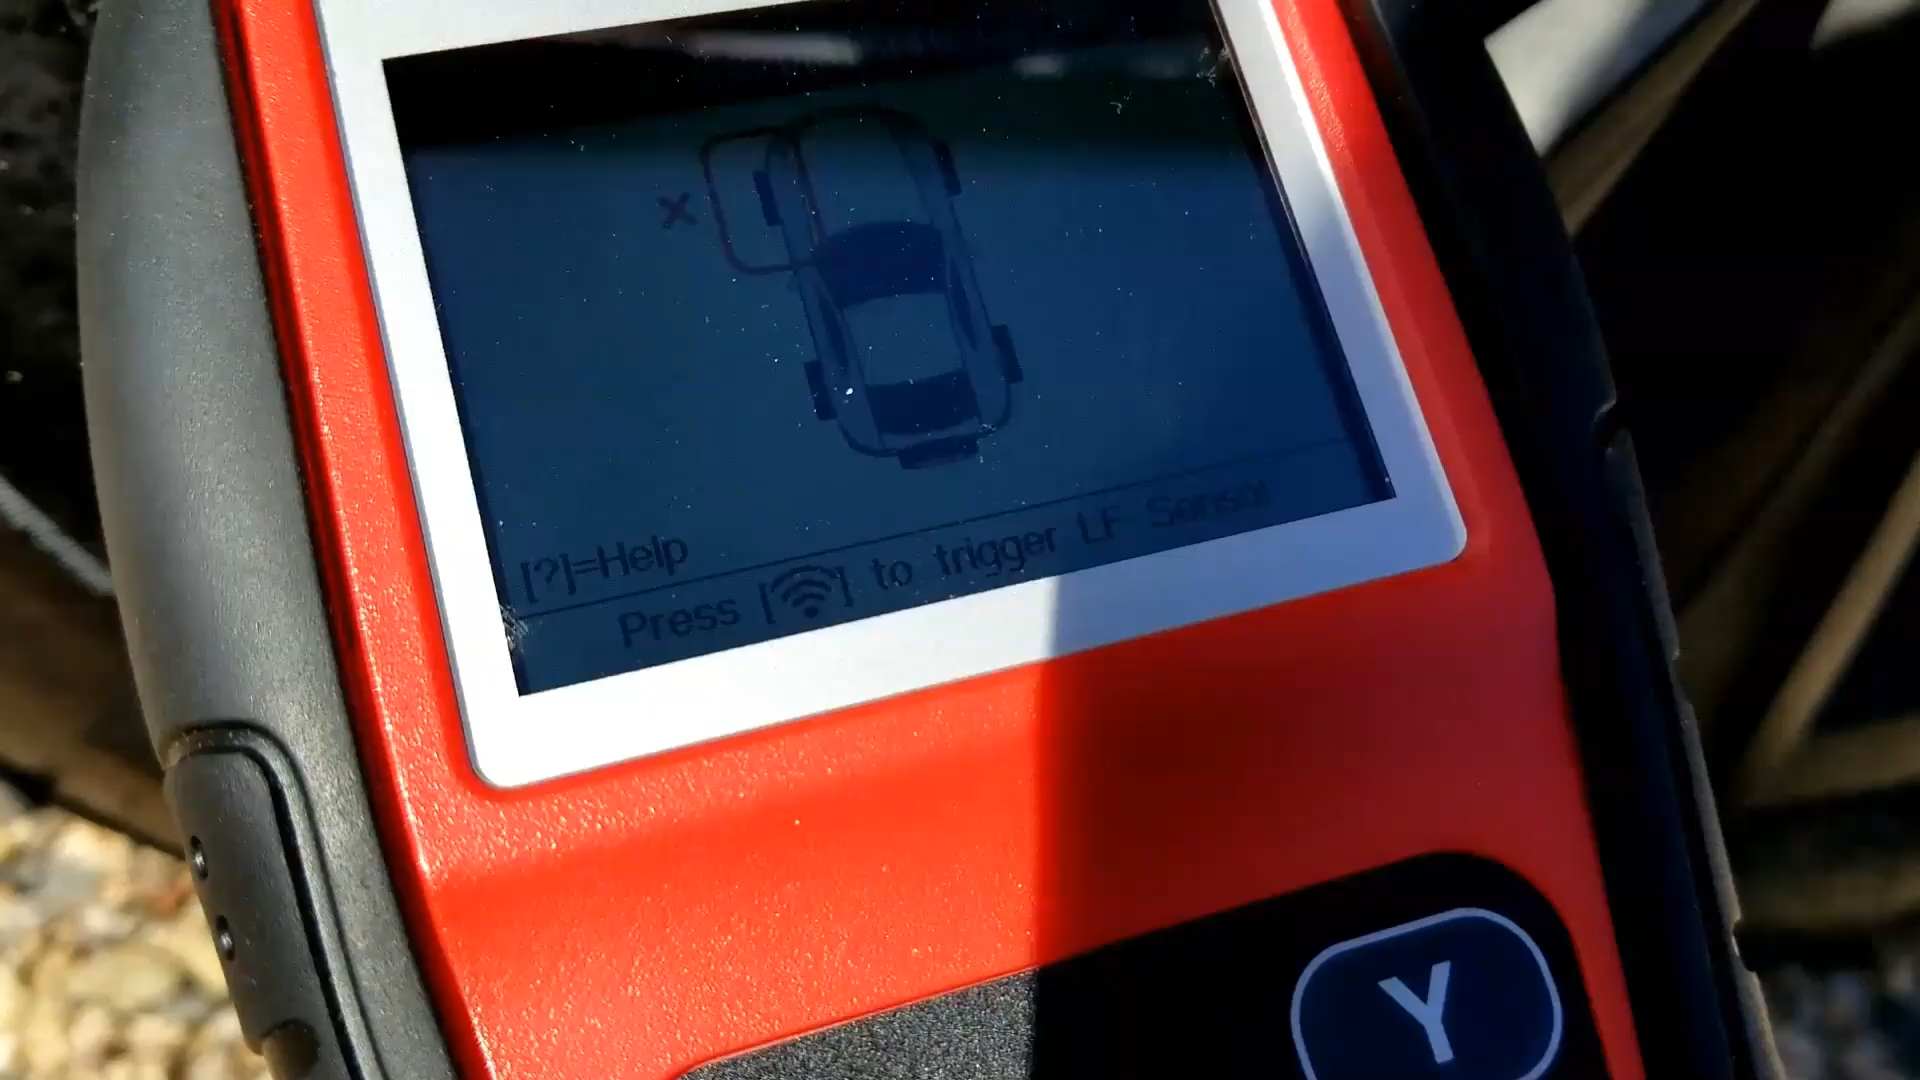 [?]=Help
Press [] to trigger LF Sensor
Y